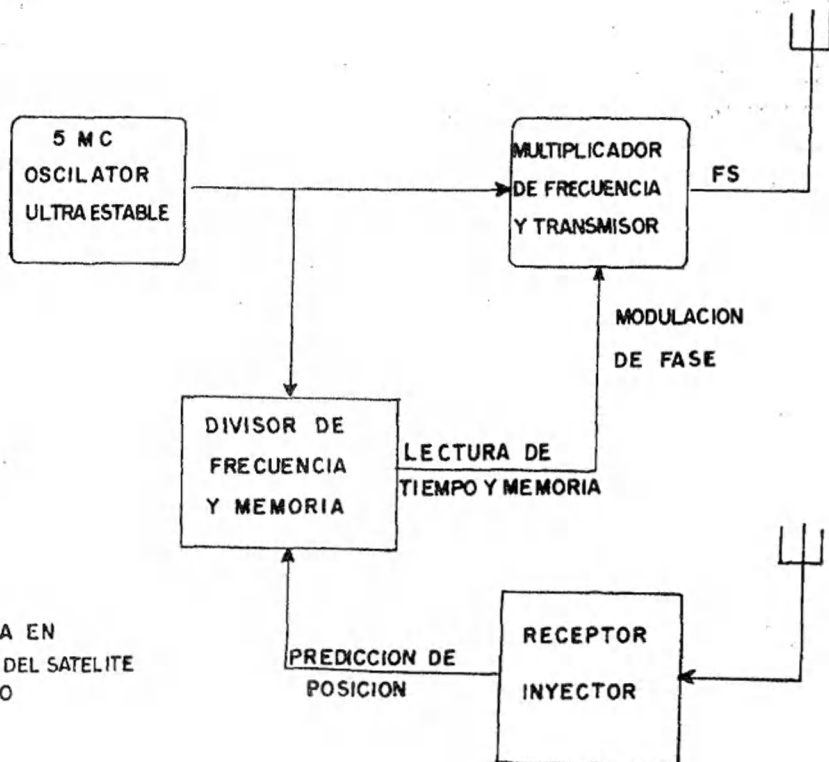 5 MC
OSCILATOR
ULTRA ESTABLE
MULTIPLICADOR
DE FRECUENCIA
Y TRANSMISOR
FS
MODULACION
DE FASE
DIVISOR DE
FRECUENCIA
Y MEMORIA
LECTURA DE
TIEMPO Y MEMORIA
RECEPTOR
INYECTOR
PREDICCION DE
POSICION
A EN
DEL SATELITE
O